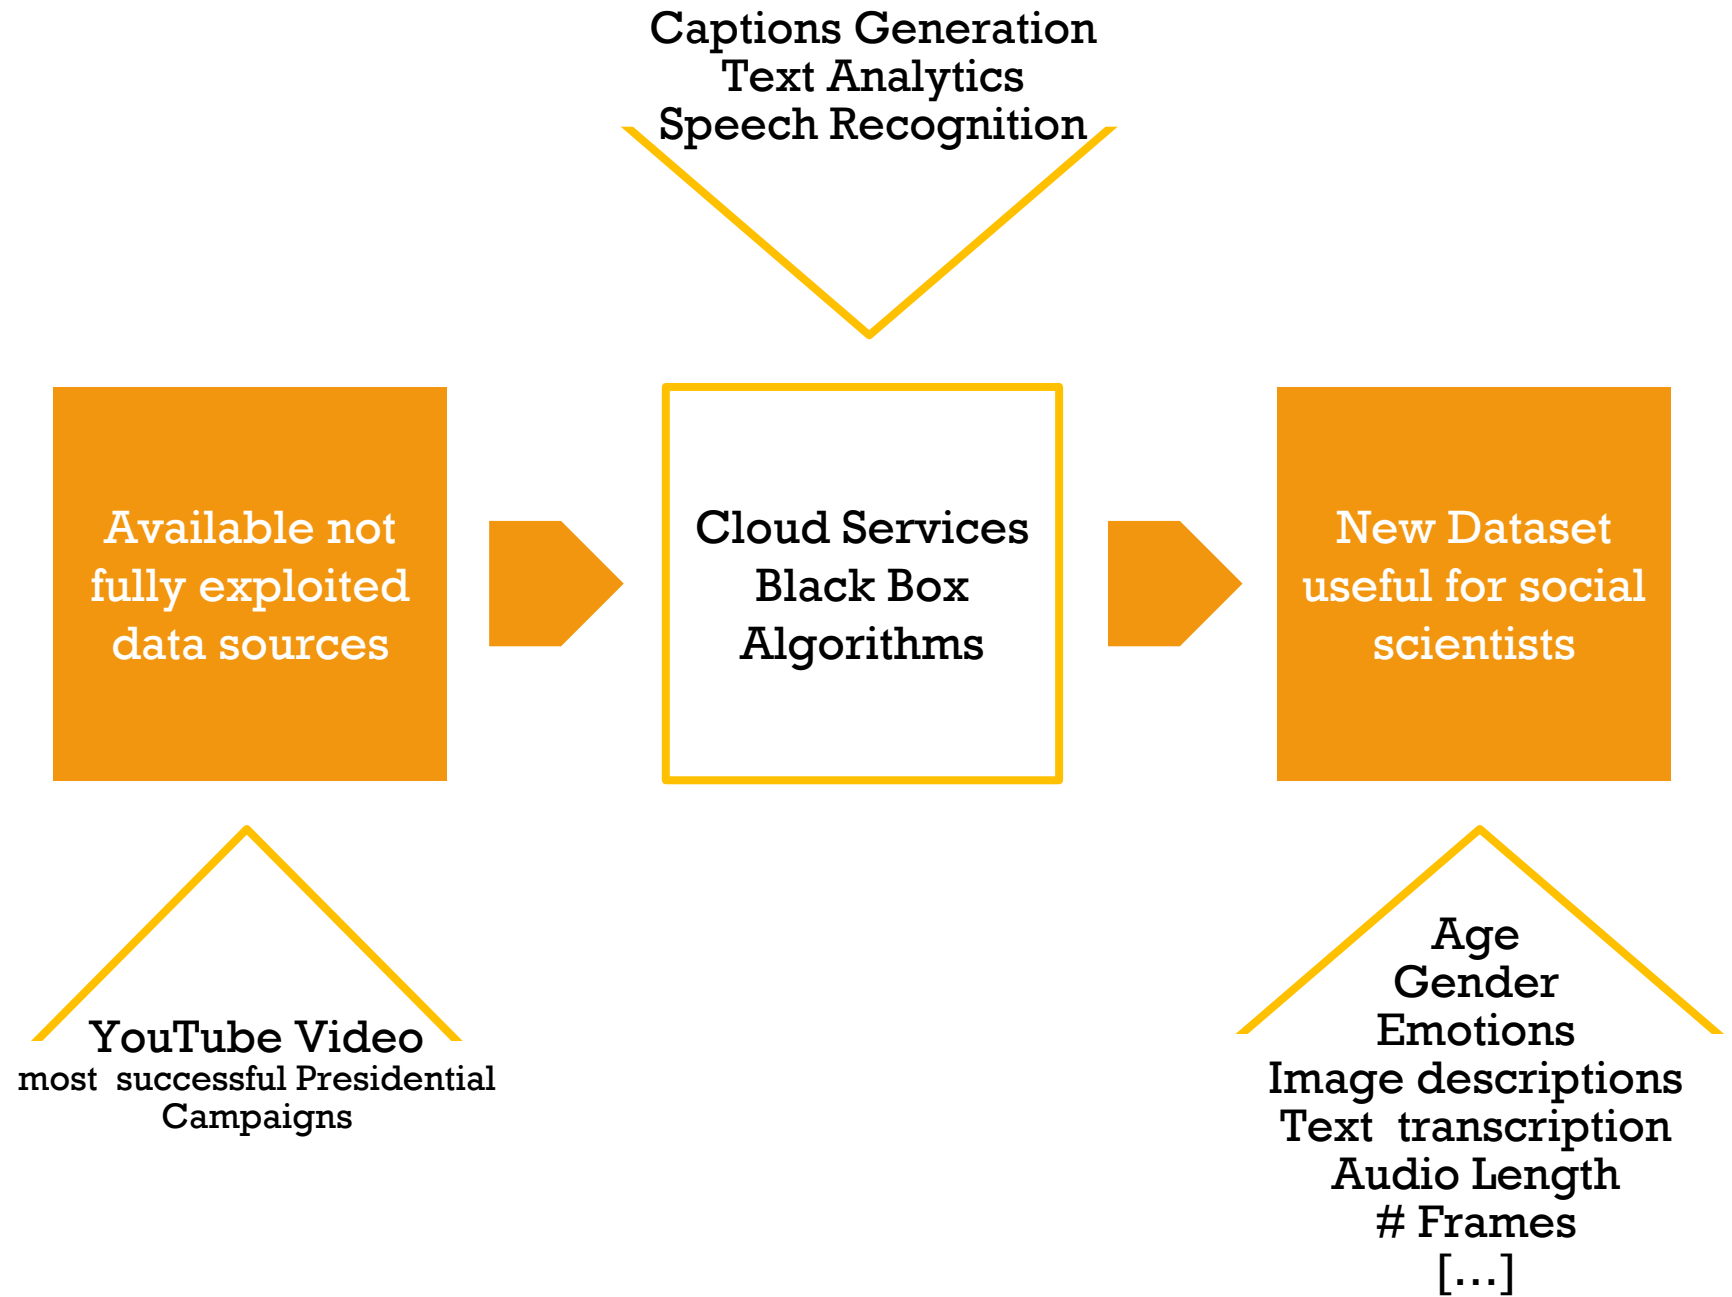 Captions Generation
Text Analytics
Speech Recognition
Available not
fully exploited
data sources
Cloud Services
Black Box
Algorithms
New Dataset
useful for social
scientists
YouTube Video
most  successful Presidential
Campaigns
Age
Gender
Emotions
Image descriptions
Text  transcription
Audio Length
# Frames
[…]